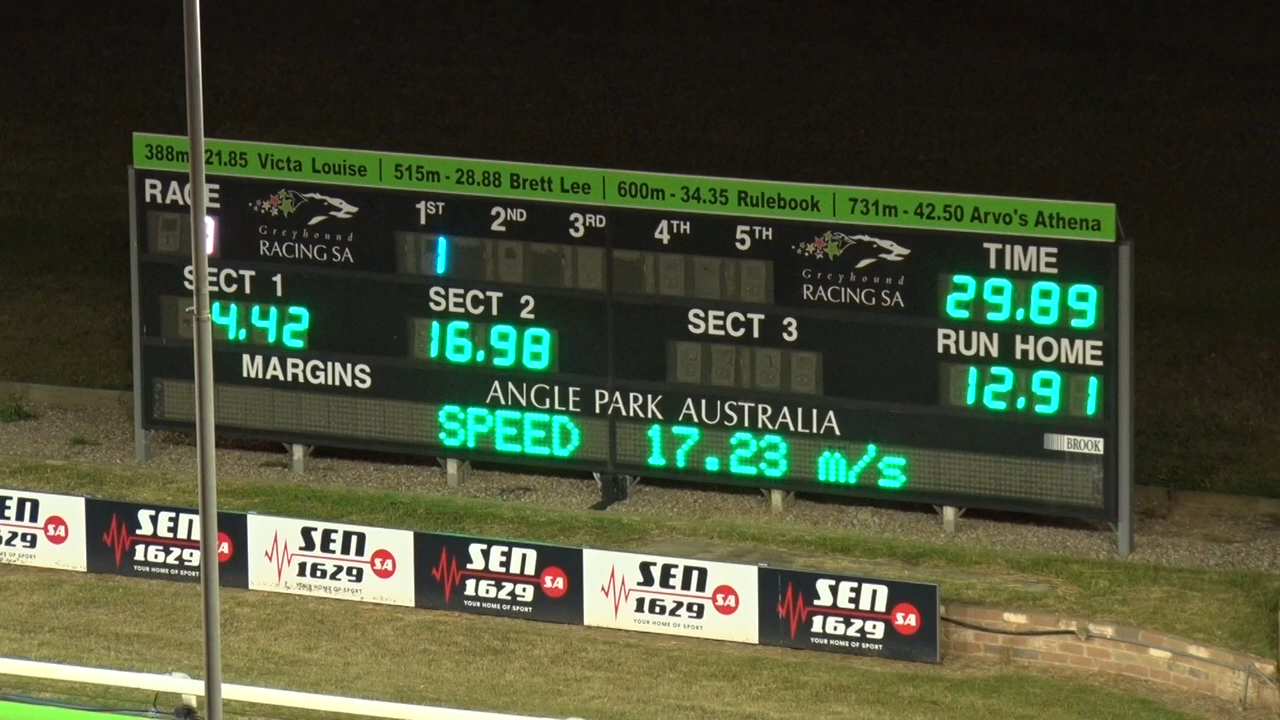 388m 21.85 Victa Louise | 515m - 28.88 Brett Lee | 600m - 34.35 Rulebook | 731m - 42.50 Arvo's Athena
RACE
Greyhound
RACING SA
1ST 2ND 3RD 4TH 5TH
1
Greyhound
RACING SA
TIME
29.89
SECT 1
4.42
SECT 2
16.98
SECT 3
RUN HOME
12.91
MARGINS
ANGLE PARK AUSTRALIA
SPEED 17.23 m/s
BROOK
SEN
1629 SA
YOUR HOME OF SPORT
SEN
1629 SA
YOUR HOME OF SPORT
SEN
1629 SA
YOUR HOME OF SPORT
SEN
1629 SA
YOUR HOME OF SPORT
SEN
1629 SA
YOUR HOME OF SPORT